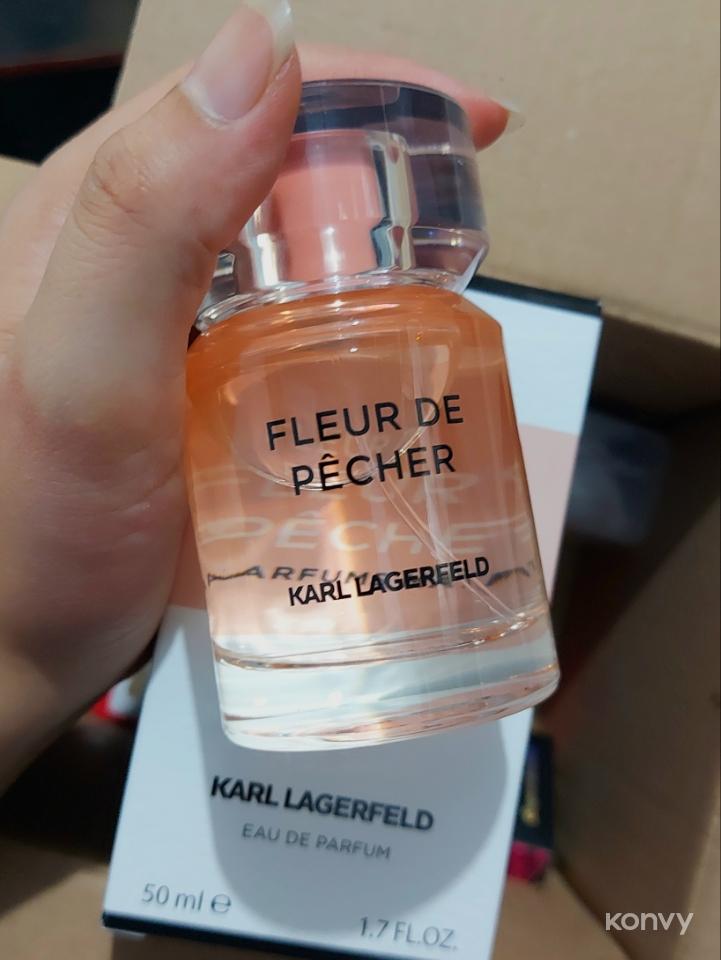 FLEUR DE
PÊCHER
KARL LAGERFELD
KARL LAGERFELD
EAU DE PARFUM
50 ml ℮
1.7 FL.OZ.
konvy